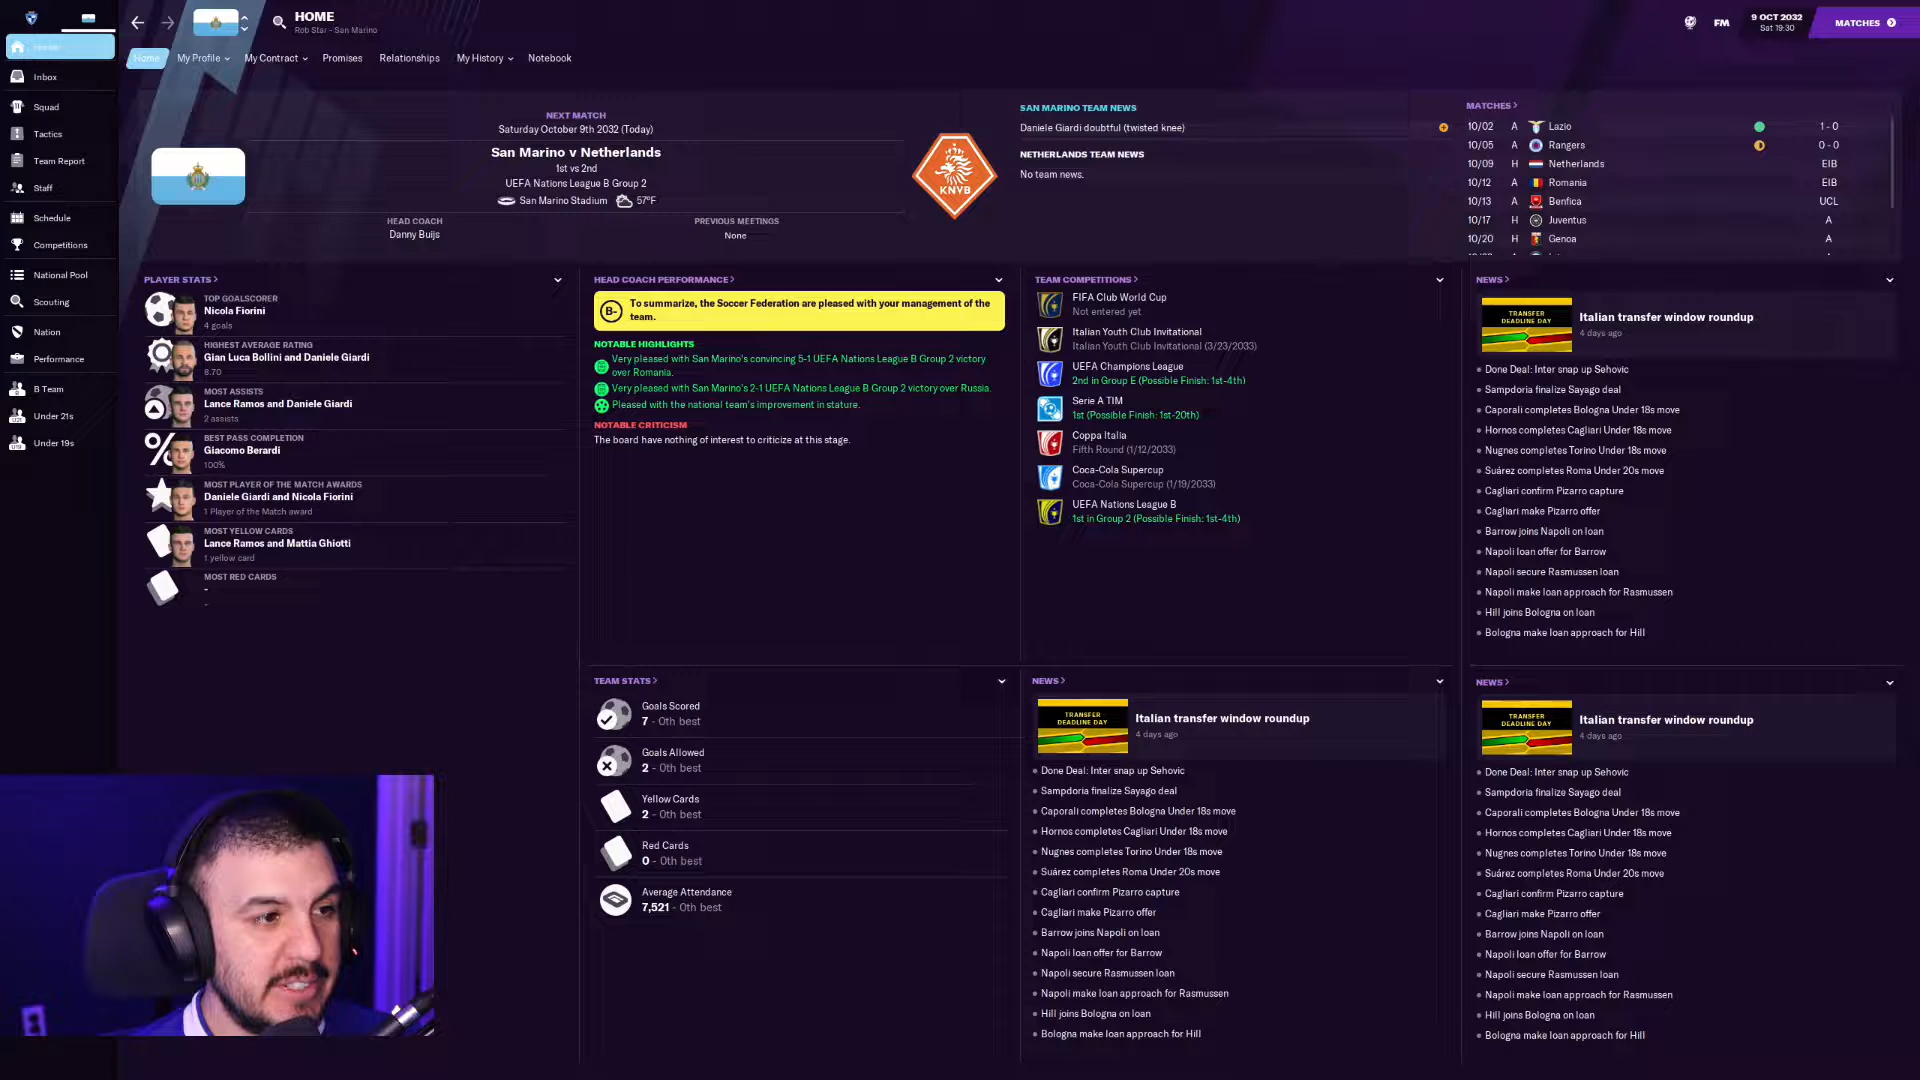 HOME
Rob Star - San Marino
FM
9 OCT 2032
Sat 19:30
MATCHES
Home
My Profile
My Contract
Promises
Relationships
My History
Notebook
Inbox
Squad
Tactics
Team Report
Staff
Schedule
Competitions
National Pool
Scouting
Nation
Performance
B Team
Under 21s
Under 19s
NEXT MATCH
Saturday October 9th 2032 (Today)
San Marino v Netherlands
1st vs 2nd
UEFA Nations League B Group 2
San Marino Stadium
57°F
HEAD COACH
Danny Buijs
PREVIOUS MEETINGS
None
KNVB
SAN MARINO TEAM NEWS
Daniele Giardi doubtful (twisted knee)
NETHERLANDS TEAM NEWS
No team news.
MATCHES
10/02 A Lazio 1 - 0
10/05 A Rangers 0 - 0
10/09 H Netherlands EIB
10/12 A Romania EIB
10/13 A Benfica UCL
10/17 H Juventus A
10/20 H Genoa A
PLAYER STATS
TOP GOALSCORER
Nicola Fiorini
4 goals
HIGHEST AVERAGE RATING
Gian Luca Bollini and Daniele Giardi
8.70
MOST ASSISTS
Lance Ramos and Daniele Giardi
2 assists
BEST PASS COMPLETION
Giacomo Berardi
100%
MOST PLAYER OF THE MATCH AWARDS
Daniele Giardi and Nicola Fiorini
1 Player of the Match award
MOST YELLOW CARDS
Lance Ramos and Mattia Ghiotti
1 yellow card
MOST RED CARDS
-
-
HEAD COACH PERFORMANCE
B-
To summarize, the Soccer Federation are pleased with your management of the
team.
NOTABLE HIGHLIGHTS
Very pleased with San Marino's convincing 5-1 UEFA Nations League B Group 2 victory
over Romania.
Very pleased with San Marino's 2-1 UEFA Nations League B Group 2 victory over Russia.
Pleased with the national team's improvement in stature.
NOTABLE CRITICISM
The board have nothing of interest to criticize at this stage.
TEAM COMPETITIONS
FIFA Club World Cup
Not entered yet
Italian Youth Club Invitational
Italian Youth Club Invitational (3/23/2033)
UEFA Champions League
2nd in Group E (Possible Finish: 1st-4th)
Serie A TIM
1st (Possible Finish: 1st-20th)
Coppa Italia
Fifth Round (1/12/2033)
Coca-Cola Supercup
Coca-Cola Supercup (1/19/2033)
UEFA Nations League B
1st in Group 2 (Possible Finish: 1st-4th)
NEWS
TRANSFER
DEADLINE DAY
Italian transfer window roundup
4 days ago
Done Deal: Inter snap up Sehovic
Sampdoria finalize Sayago deal
Caporali completes Bologna Under 18s move
Hornos completes Cagliari Under 18s move
Nugnes completes Torino Under 18s move
Suárez completes Roma Under 20s move
Cagliari confirm Pizarro capture
Cagliari make Pizarro offer
Barrow joins Napoli on loan
Napoli loan offer for Barrow
Napoli secure Rasmussen loan
Napoli make loan approach for Rasmussen
Hill joins Bologna on loan
Bologna make loan approach for Hill
TEAM STATS
Goals Scored
7 - 0th best
Goals Allowed
2 - 0th best
Yellow Cards
2 - 0th best
Red Cards
0 - 0th best
Average Attendance
7,521 - 0th best
NEWS
TRANSFER
DEADLINE DAY
Italian transfer window roundup
4 days ago
Done Deal: Inter snap up Sehovic
Sampdoria finalize Sayago deal
Caporali completes Bologna Under 18s move
Hornos completes Cagliari Under 18s move
Nugnes completes Torino Under 18s move
Suárez completes Roma Under 20s move
Cagliari confirm Pizarro capture
Cagliari make Pizarro offer
Barrow joins Napoli on loan
Napoli loan offer for Barrow
Napoli secure Rasmussen loan
Napoli make loan approach for Rasmussen
Hill joins Bologna on loan
Bologna make loan approach for Hill
NEWS
TRANSFER
DEADLINE DAY
Italian transfer window roundup
4 days ago
Done Deal: Inter snap up Sehovic
Sampdoria finalize Sayago deal
Caporali completes Bologna Under 18s move
Hornos completes Cagliari Under 18s move
Nugnes completes Torino Under 18s move
Suárez completes Roma Under 20s move
Cagliari confirm Pizarro capture
Cagliari make Pizarro offer
Barrow joins Napoli on loan
Napoli loan offer for Barrow
Napoli secure Rasmussen loan
Napoli make loan approach for Rasmussen
Hill joins Bologna on loan
Bologna make loan approach for Hill